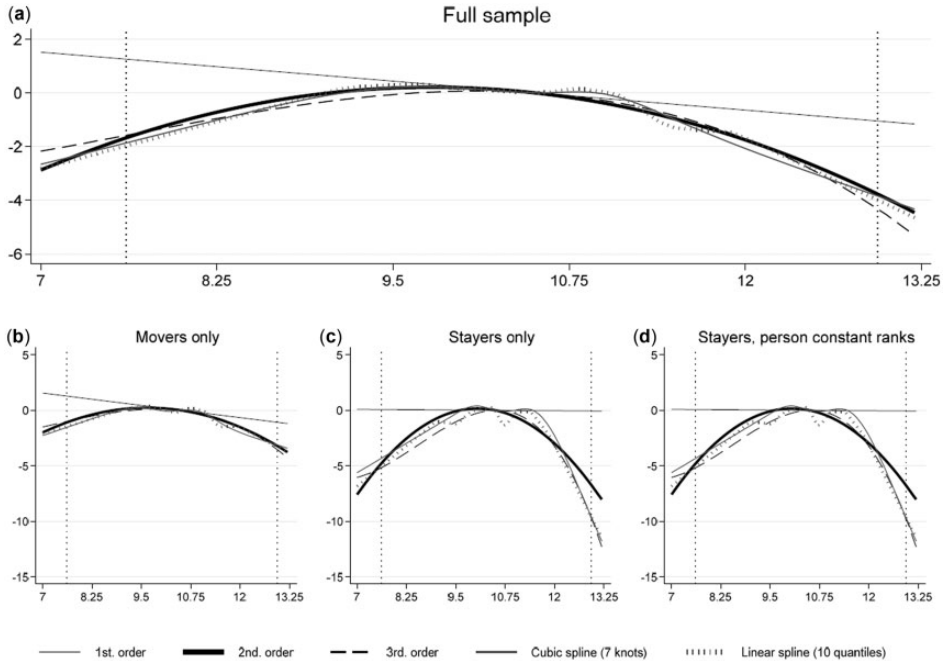 (a) Full sample
2
0
-2
-4
-6
7 8.25 9.5 10.75 12 13.25
(b) Movers only
5
0
-5
-10
-15
7 8.25 9.5 10.75 12 13.25
(c) Stayers only
5
0
-5
-10
-15
7 8.25 9.5 10.75 12 13.25
(d) Stayers, person constant ranks
5
0
-5
-10
-15
7 8.25 9.5 10.75 12 13.25
1st. order 2nd. order 3rd. order Cubic spline (7 knots) Linear spline (10 quantiles)